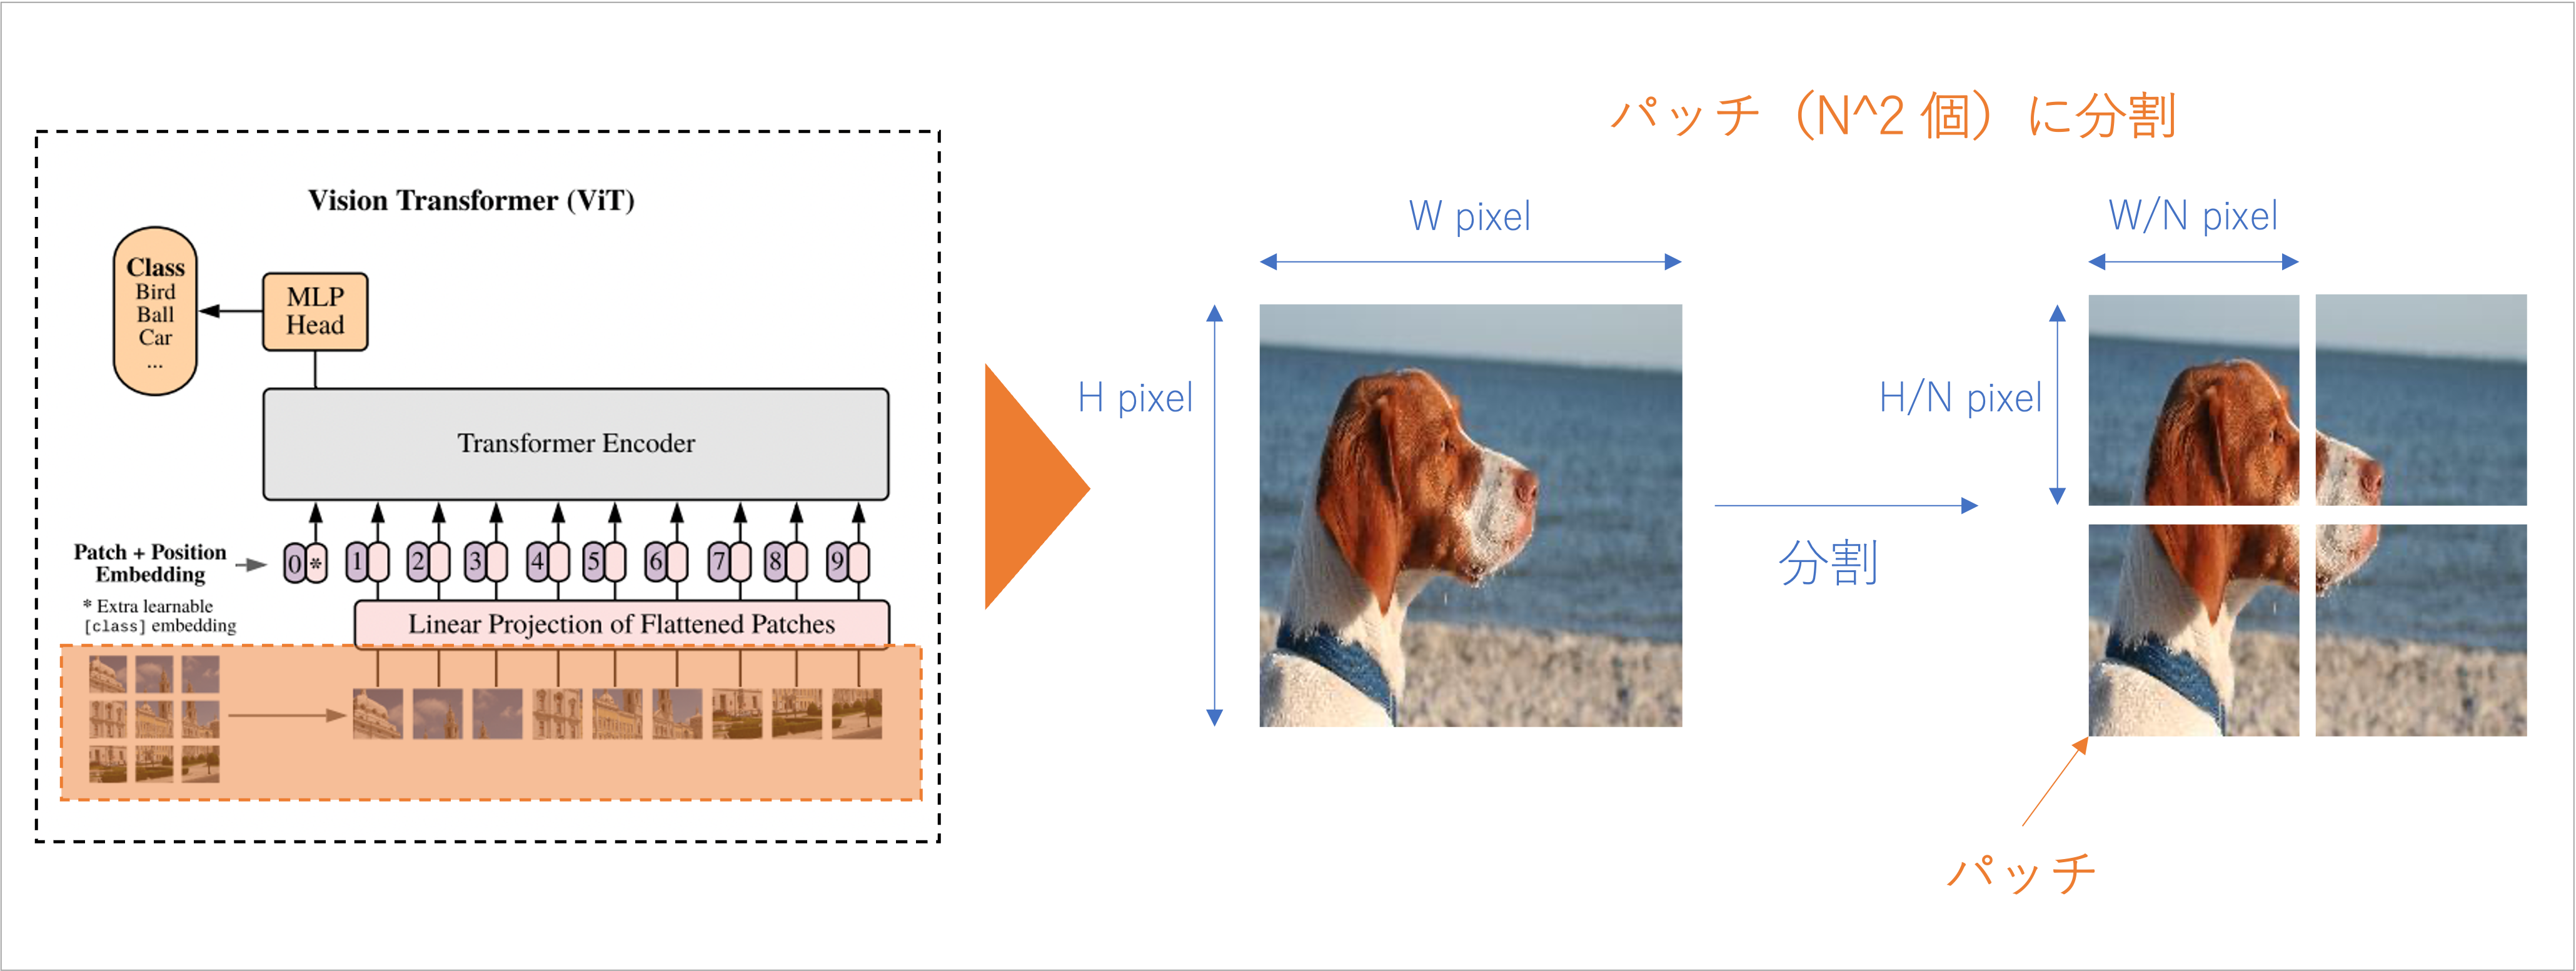 パッチ（N^2 個）に分割
Vision Transformer (ViT)
Class
Bird
Ball
Car
...
MLP
Head
Transformer Encoder
Patch + Position
Embedding
0 * 1 2 3 4 5 6 7 8 9
* Extra learnable
[class] embedding
Linear Projection of Flattened Patches
W pixel
H pixel
分割
W/N pixel
H/N pixel
パッチ